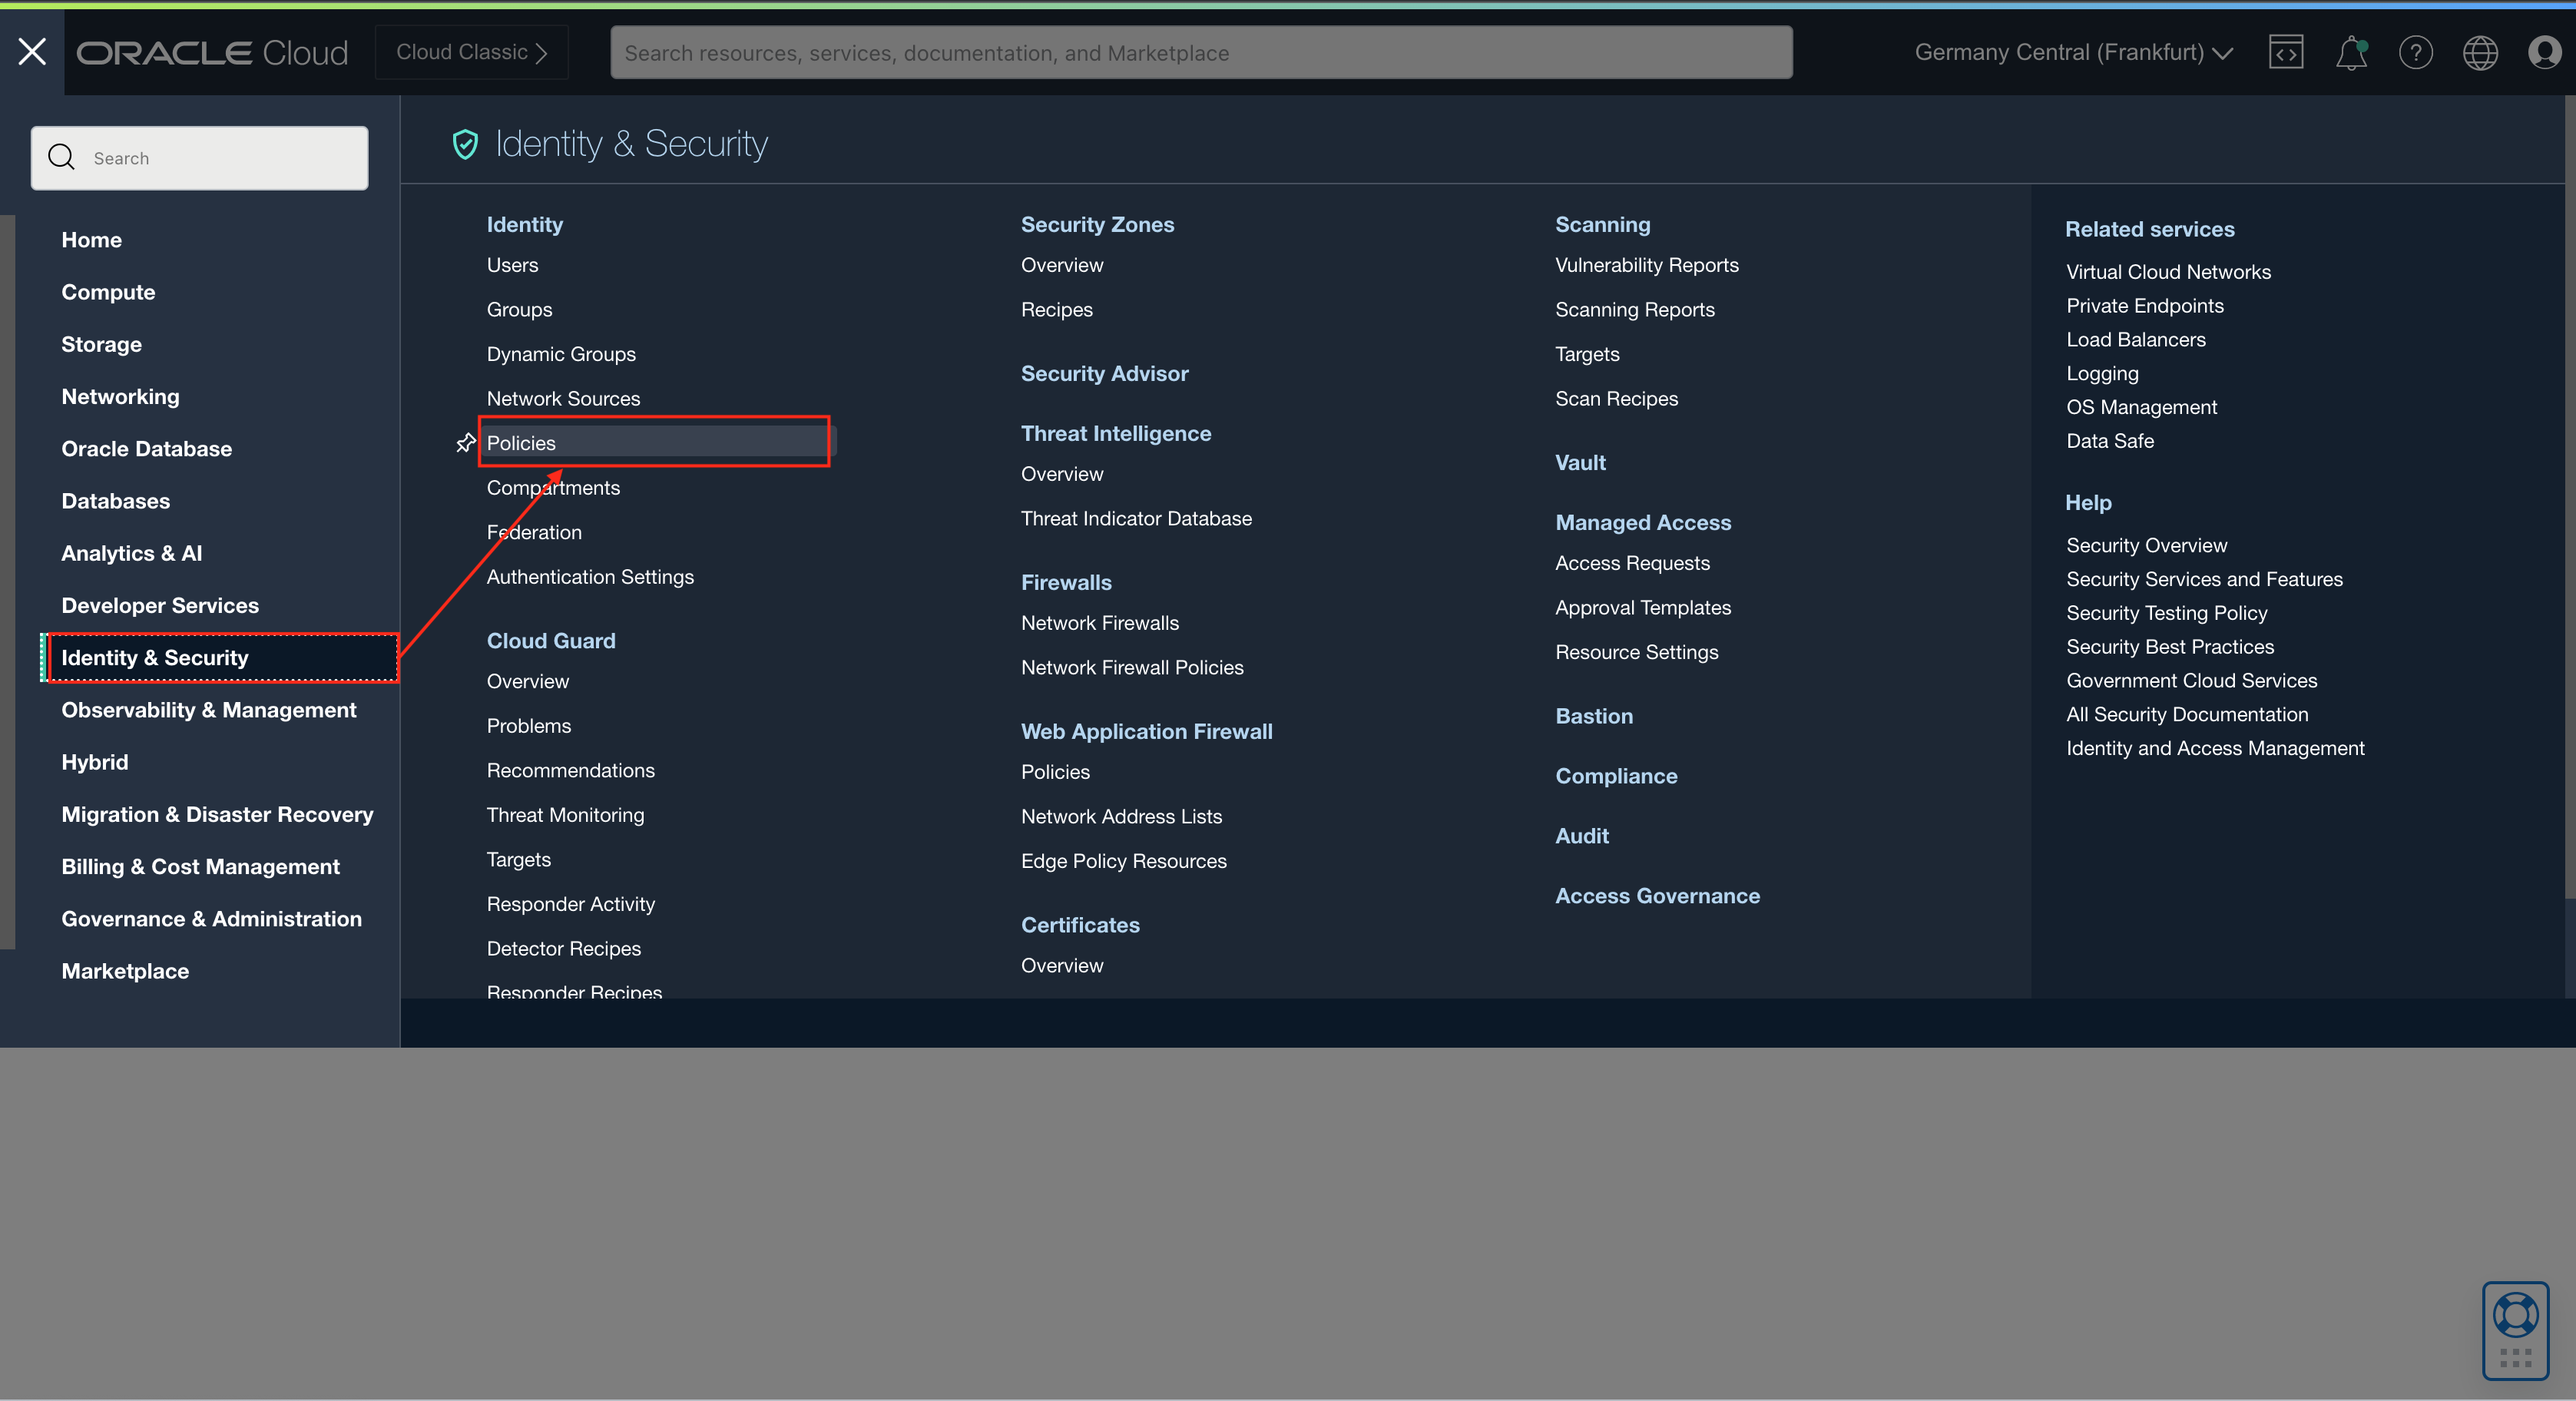 ORACLE Cloud
Cloud Classic
Search resources, services, documentation, and Marketplace
Germany Central (Frankfurt)
Search
Home
Compute
Storage
Networking
Oracle Database
Databases
Analytics & AI
Developer Services
Identity & Security
Observability & Management
Hybrid
Migration & Disaster Recovery
Billing & Cost Management
Governance & Administration
Marketplace
Identity & Security
Identity
Users
Groups
Dynamic Groups
Network Sources
Policies
Compartments
Federation
Authentication Settings
Cloud Guard
Overview
Problems
Recommendations
Threat Monitoring
Targets
Responder Activity
Detector Recipes
Responder Recipes
Security Zones
Overview
Recipes
Security Advisor
Threat Intelligence
Overview
Threat Indicator Database
Firewalls
Network Firewalls
Network Firewall Policies
Web Application Firewall
Policies
Network Address Lists
Edge Policy Resources
Certificates
Overview
Scanning
Vulnerability Reports
Scanning Reports
Targets
Scan Recipes
Vault
Managed Access
Access Requests
Approval Templates
Resource Settings
Bastion
Compliance
Audit
Access Governance
Related services
Virtual Cloud Networks
Private Endpoints
Load Balancers
Logging
OS Management
Data Safe
Help
Security Overview
Security Services and Features
Security Testing Policy
Security Best Practices
Government Cloud Services
All Security Documentation
Identity and Access Management